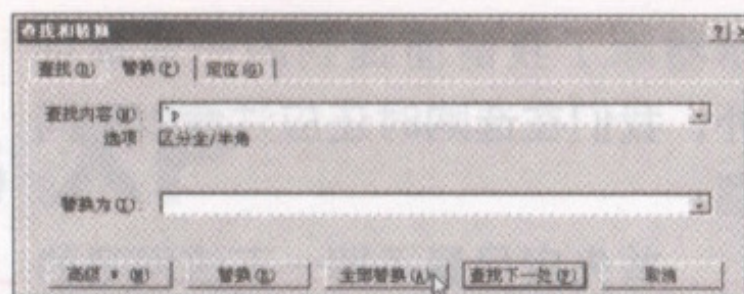 查找和替换
查找(D) 替换(P) 定位(G)
查找内容(N): ^p
选项 区分全/半角
替换为(I):
高级 (M) 替换(R) 全部替换(A) 查找下一处(F) 取消